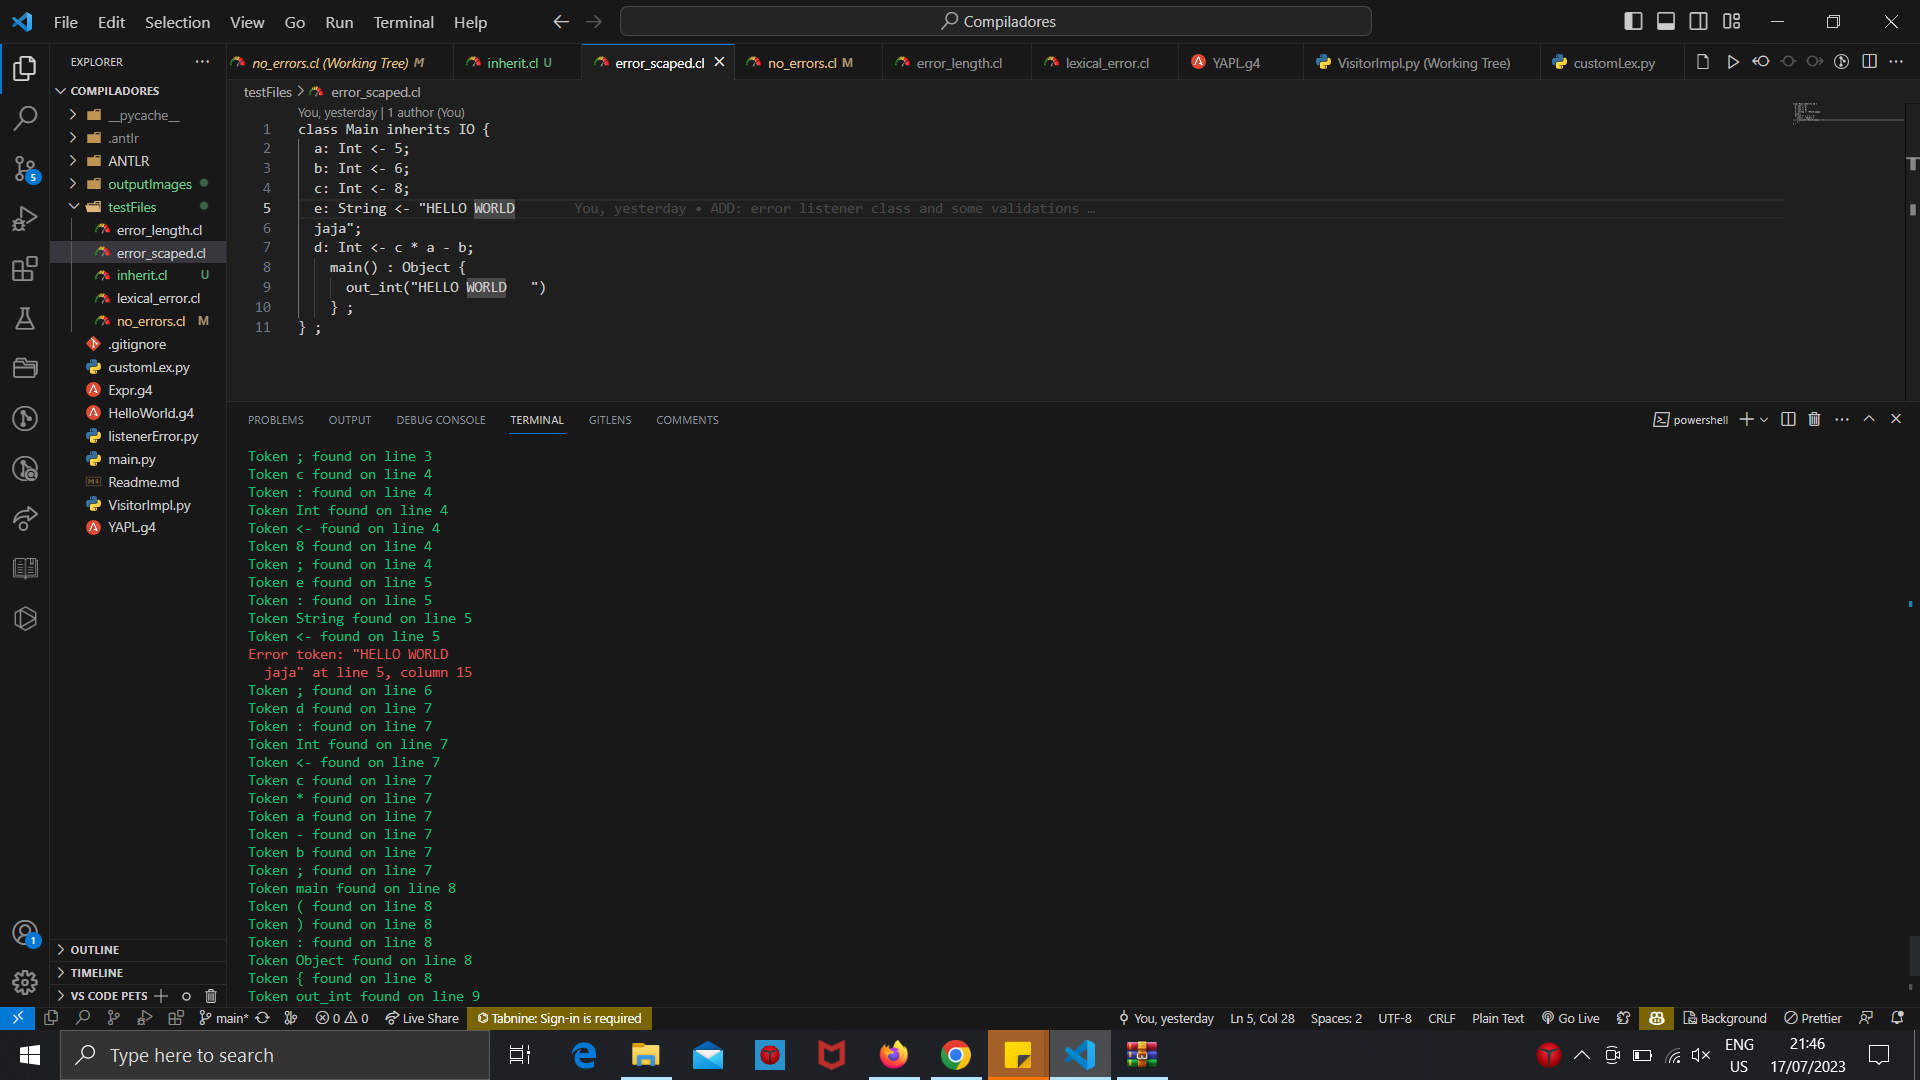 File Edit Selection View Go Run Terminal Help
Compiladores
EXPLORER
COMPILADORES
__pycache__
.antlr
ANTLR
outputImages
testFiles
error_length.cl
error_scaped.cl
inherit.cl U
lexical_error.cl
no_errors.cl M
.gitignore
customLex.py
Expr.g4
HelloWorld.g4
listenerError.py
main.py
Readme.md
VisitorImpl.py
YAPL.g4
OUTLINE
TIMELINE
VS CODE PETS
5
1
no_errors.cl (Working Tree) M inherit.cl U error_scaped.cl no_errors.cl M error_length.cl lexical_error.cl YAPL.g4 VisitorImpl.py (Working Tree) customLex.py
testFiles > error_scaped.cl
You, yesterday | 1 author (You)
1 class Main inherits IO {
2 a: Int <- 5;
3 b: Int <- 6;
4 c: Int <- 8;
5 e: String <- "HELLO WORLD You, yesterday • ADD: error listener class and some validations …
6 jaja";
7 d: Int <- c * a - b;
8 main() : Object {
9 out_int("HELLO WORLD   ")
10 } ;
11 } ;
PROBLEMS OUTPUT DEBUG CONSOLE TERMINAL GITLENS COMMENTS
powershell
Token ; found on line 3
Token c found on line 4
Token : found on line 4
Token Int found on line 4
Token <- found on line 4
Token 8 found on line 4
Token ; found on line 4
Token e found on line 5
Token : found on line 5
Token String found on line 5
Token <- found on line 5
Error token: "HELLO WORLD
jaja" at line 5, column 15
Token ; found on line 6
Token d found on line 7
Token : found on line 7
Token Int found on line 7
Token <- found on line 7
Token c found on line 7
Token * found on line 7
Token a found on line 7
Token - found on line 7
Token b found on line 7
Token ; found on line 7
Token main found on line 8
Token ( found on line 8
Token ) found on line 8
Token : found on line 8
Token Object found on line 8
Token { found on line 8
Token out_int found on line 9
main* 0 0 Live Share Tabnine: Sign-in is required You, yesterday Ln 5, Col 28 Spaces: 2 UTF-8 CRLF Plain Text Go Live Background Prettier
Type here to search
ENG
US
21:46
17/07/2023